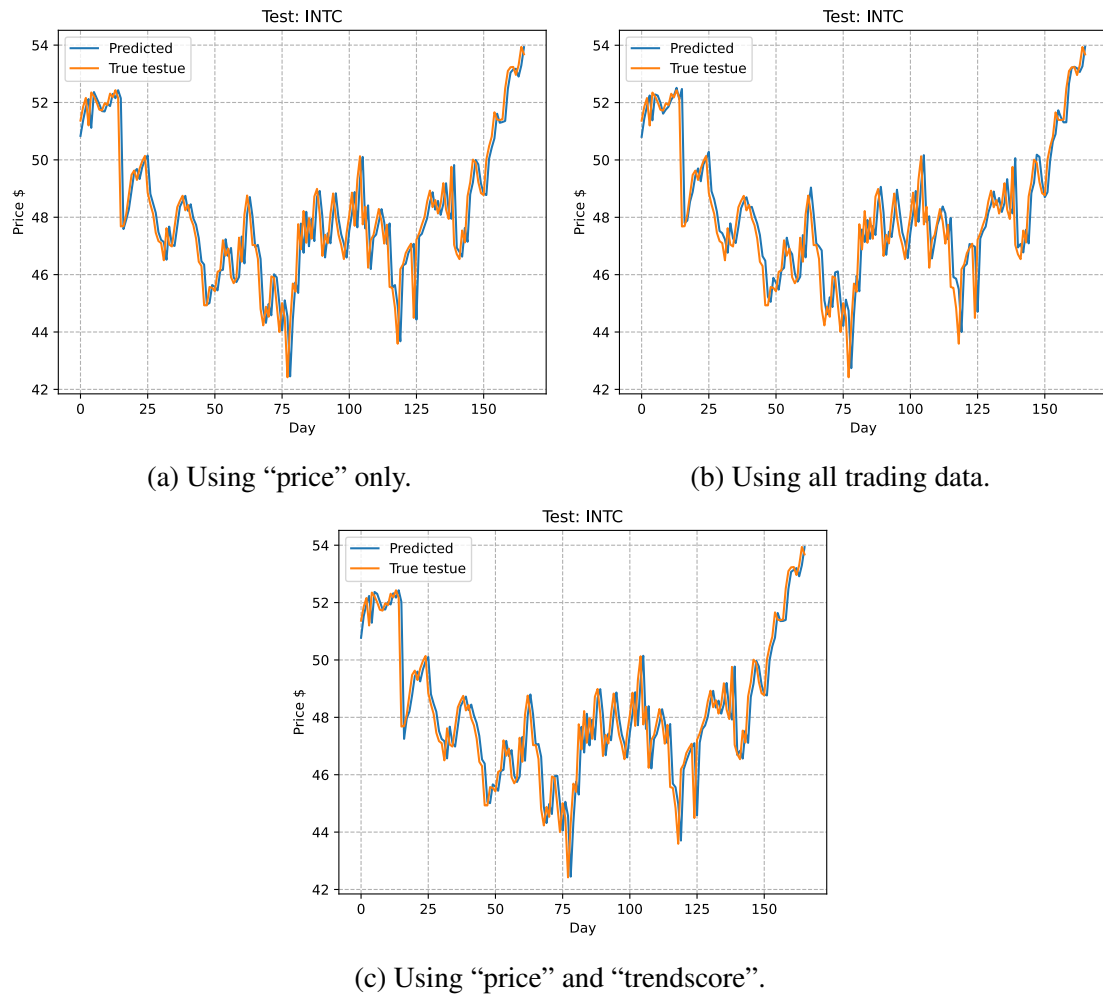 Test: INTC
Predicted
True testue
54
52
50
48
46
44
42
Price $
0 25 50 75 100 125 150
Day
(a) Using “price” only.
Test: INTC
Predicted
True testue
54
52
50
48
46
44
42
Price $
0 25 50 75 100 125 150
Day
(b) Using all trading data.
Test: INTC
Predicted
True testue
54
52
50
48
46
44
42
Price $
0 25 50 75 100 125 150
Day
(c) Using “price” and “trendscore”.